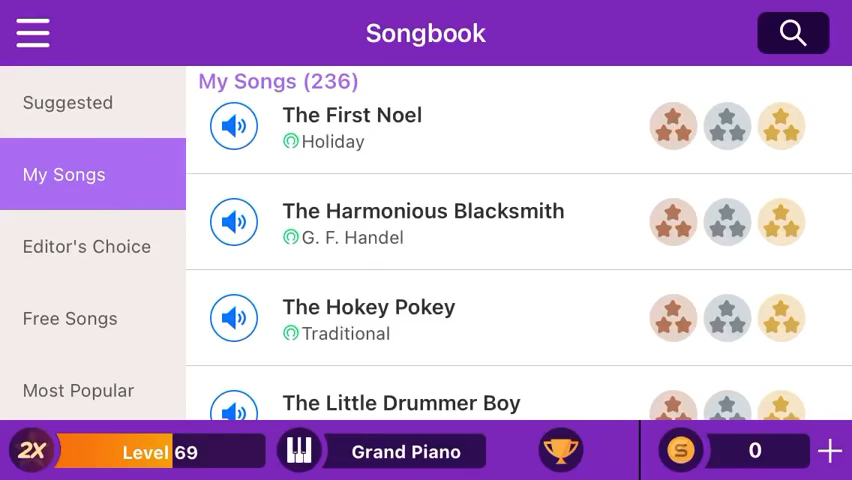 Songbook
Suggested
My Songs
Editor's Choice
Free Songs
Most Popular
My Songs (236)
The First Noel
Holiday
The Harmonious Blacksmith
G. F. Handel
The Hokey Pokey
Traditional
The Little Drummer Boy
2X
Level 69
Grand Piano
S
0